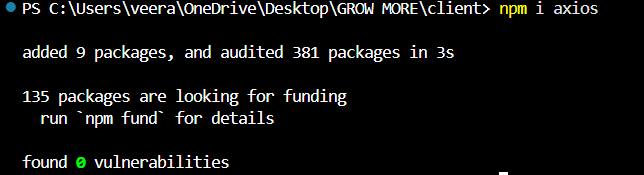 PS C:\Users\veera\OneDrive\Desktop\GROW MORE\client> npm i axios
added 9 packages, and audited 381 packages in 3s
135 packages are looking for funding
run `npm fund` for details
found 0 vulnerabilities